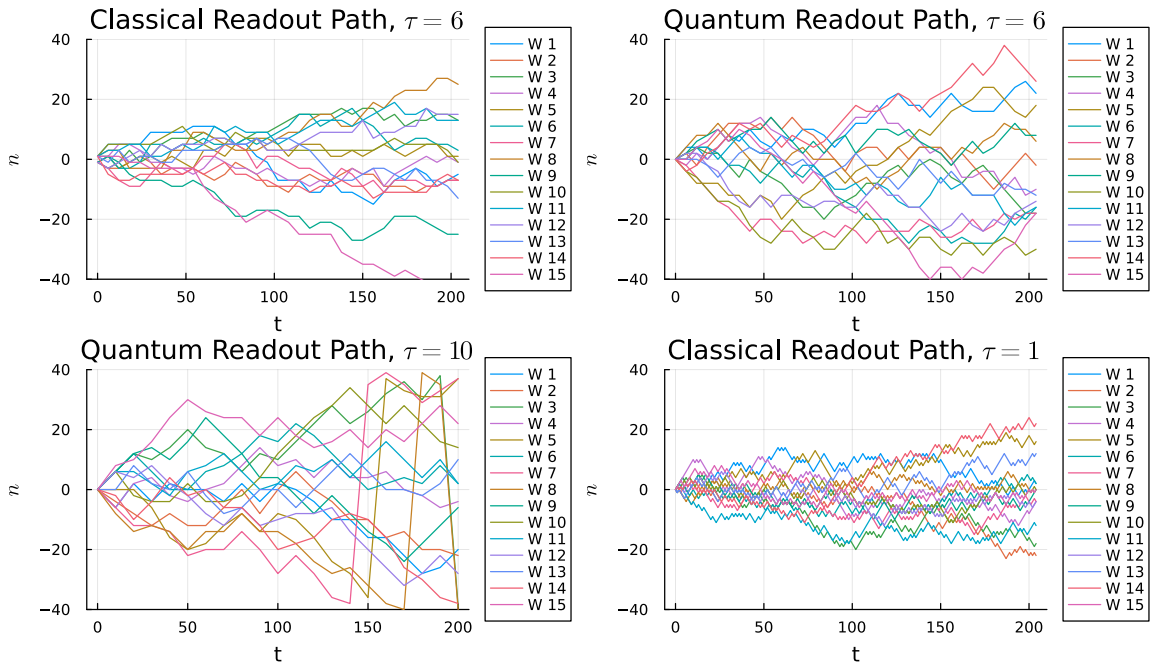 Classical Readout Path, τ = 6
40
20
0
−20
−40
n
0
50
100
150
200
t
W 1
W 2
W 3
W 4
W 5
W 6
W 7
W 8
W 9
W 10
W 11
W 12
W 13
W 14
W 15
Quantum Readout Path, τ = 6
40
20
0
−20
−40
n
0
50
100
150
200
t
W 1
W 2
W 3
W 4
W 5
W 6
W 7
W 8
W 9
W 10
W 11
W 12
W 13
W 14
W 15
Quantum Readout Path, τ = 10
40
20
0
−20
−40
n
0
50
100
150
200
t
W 1
W 2
W 3
W 4
W 5
W 6
W 7
W 8
W 9
W 10
W 11
W 12
W 13
W 14
W 15
Classical Readout Path, τ = 1
40
20
0
−20
−40
n
0
50
100
150
200
t
W 1
W 2
W 3
W 4
W 5
W 6
W 7
W 8
W 9
W 10
W 11
W 12
W 13
W 14
W 15